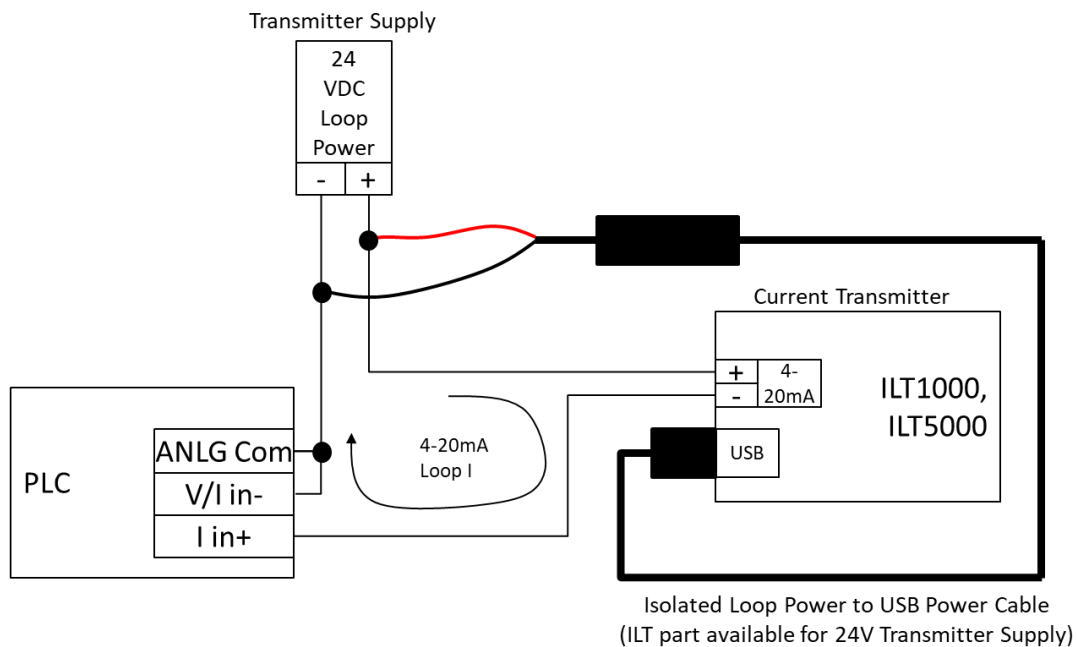 Transmitter Supply
24
VDC
Loop
Power
- +
Current Transmitter
+
-
4-
20mA
ILT1000,
ILT5000
USB
PLC
ANLG Com
V/I in-
I in+
4-20mA
Loop I
Isolated Loop Power to USB Power Cable
(ILT part available for 24V Transmitter Supply)